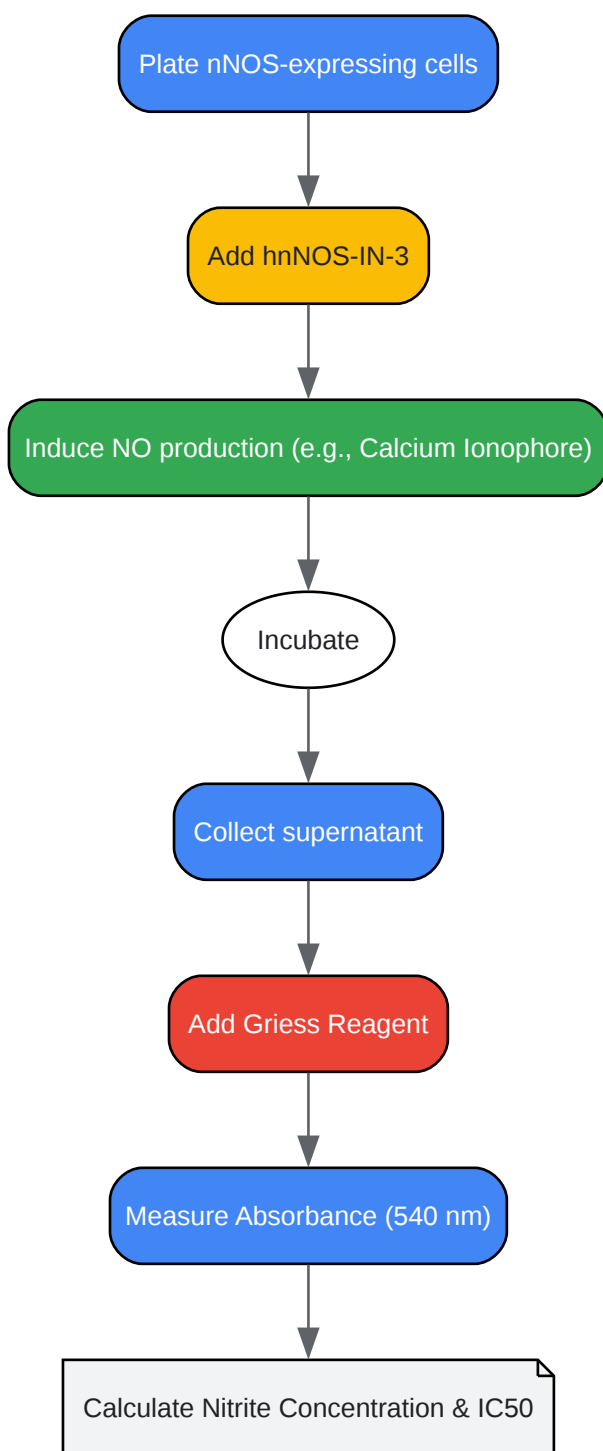 Plate nNOS-expressing cells
Add hnNOS-IN-3
Induce NO production (e.g., Calcium Ionophore)
Incubate
Collect supernatant
Add Griess Reagent
Measure Absorbance (540 nm)
Calculate Nitrite Concentration & IC50